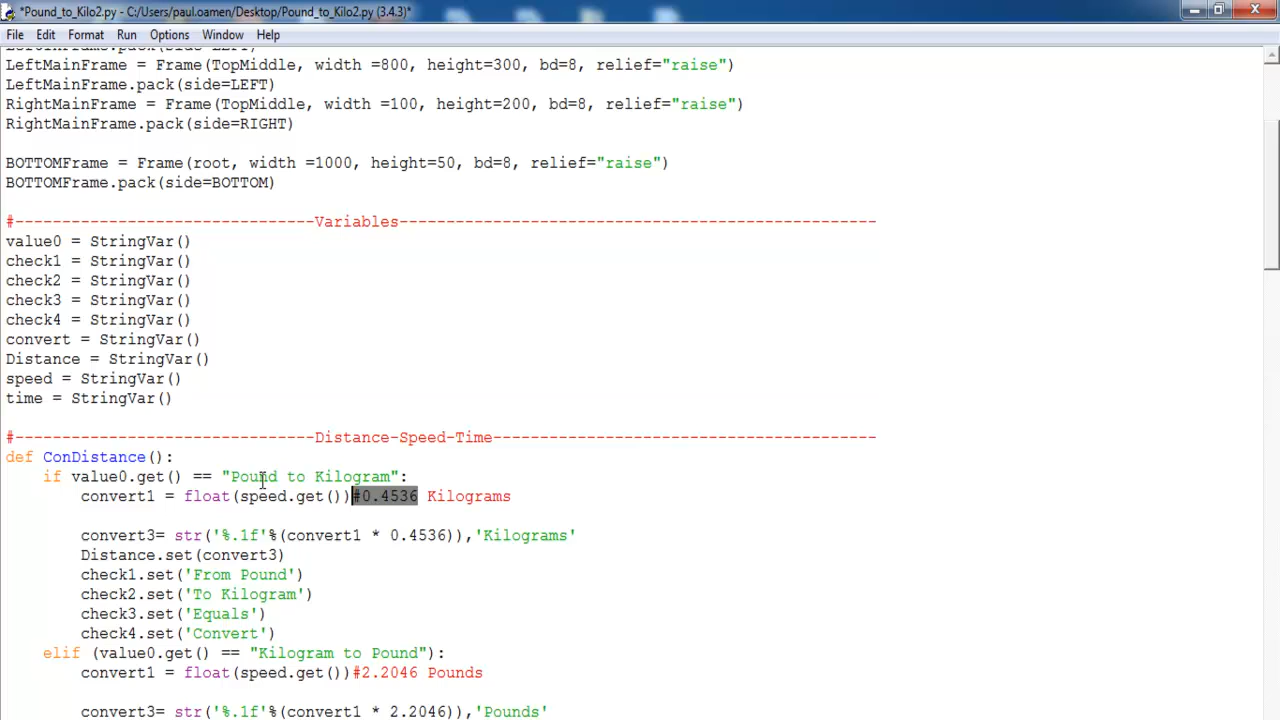 *Pound_to_Kilo2.py - C:/Users/paul.oamen/Desktop/Pound_to_Kilo2.py (3.4.3)*
File Edit Format Run Options Window Help
LeftMainFrame = Frame(TopMiddle, width =800, height=300, bd=8, relief="raise")
LeftMainFrame.pack(side=LEFT)
RightMainFrame = Frame(TopMiddle, width =100, height=200, bd=8, relief="raise")
RightMainFrame.pack(side=RIGHT)
BOTTOMFrame = Frame(root, width =1000, height=50, bd=8, relief="raise")
BOTTOMFrame.pack(side=BOTTOM)
#--------------------------------Variables---------------------------------------------------
value0 = StringVar()
check1 = StringVar()
check2 = StringVar()
check3 = StringVar()
check4 = StringVar()
convert = StringVar()
Distance = StringVar()
speed = StringVar()
time = StringVar()
#--------------------------------Distance-Speed-Time-----------------------------------------
def ConDistance():
    if value0.get() == "Pound to Kilogram":
        convert1 = float(speed.get())#0.4536 Kilograms
        convert3= str('%.1f'%(convert1 * 0.4536)),'Kilograms'
        Distance.set(convert3)
        check1.set('From Pound')
        check2.set('To Kilogram')
        check3.set('Equals')
        check4.set('Convert')
    elif (value0.get() == "Kilogram to Pound"):
        convert1 = float(speed.get())#2.2046 Pounds
        convert3= str('%.1f'%(convert1 * 2.2046)),'Pounds'